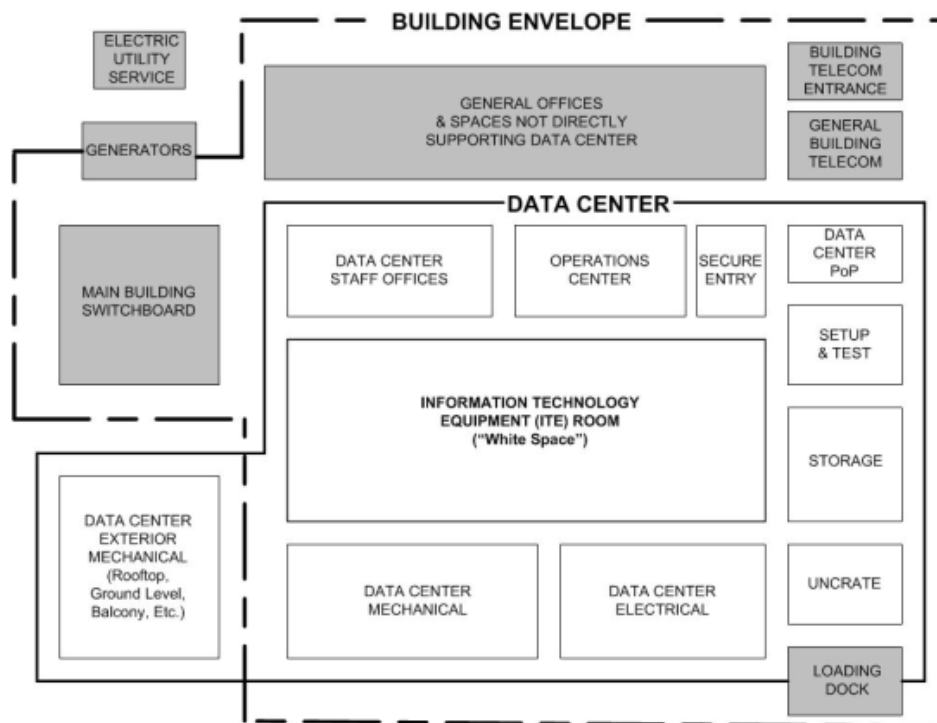 BUILDING ENVELOPE
ELECTRIC
UTILITY
SERVICE
GENERAL OFFICES
& SPACES NOT DIRECTLY
SUPPORTING DATA CENTER
BUILDING
TELECOM
ENTRANCE
GENERATORS
GENERAL
BUILDING
TELECOM
DATA CENTER
MAIN BUILDING
SWITCHBOARD
DATA CENTER
STAFF OFFICES
OPERATIONS
CENTER
SECURE
ENTRY
DATA
CENTER
PoP
SETUP
& TEST
INFORMATION TECHNOLOGY
EQUIPMENT (ITE) ROOM
("White Space")
STORAGE
DATA CENTER
EXTERIOR
MECHANICAL
(Rooftop,
Ground Level,
Balcony, Etc.)
DATA CENTER
MECHANICAL
DATA CENTER
ELECTRICAL
UNCRATE
LOADING
DOCK